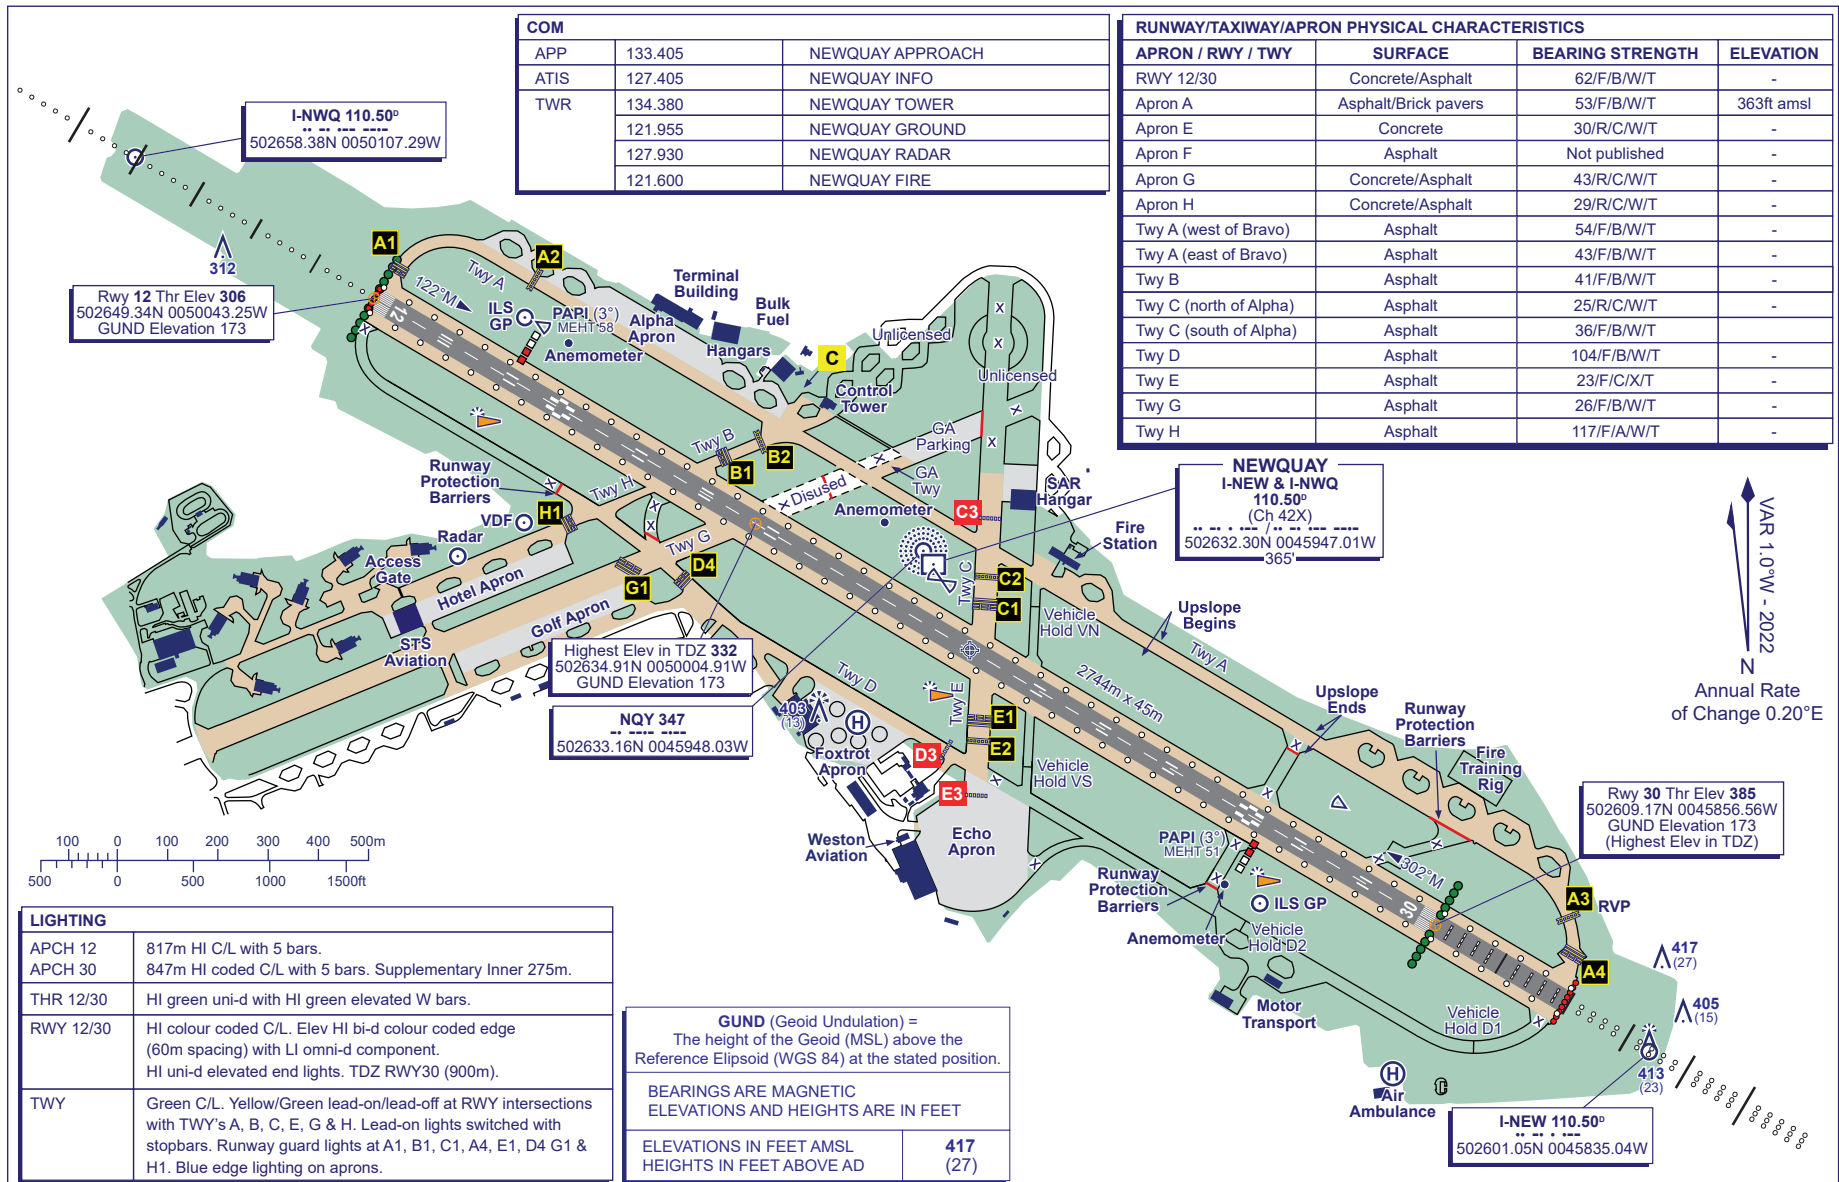 COM
APP 133.405 NEWQUAY APPROACH
ATIS 127.405 NEWQUAY INFO
TWR 134.380 NEWQUAY TOWER
121.955 NEWQUAY GROUND
127.930 NEWQUAY RADAR
121.600 NEWQUAY FIRE
RUNWAY/TAXIWAY/APRON PHYSICAL CHARACTERISTICS
APRON / RWY / TWY SURFACE BEARING STRENGTH ELEVATION
RWY 12/30 Concrete/Asphalt 62/F/B/W/T -
Apron A Asphalt/Brick pavers 53/F/B/W/T 363ft amsl
Apron E Concrete 30/R/C/W/T -
Apron F Asphalt Not published -
Apron G Concrete/Asphalt 43/R/C/W/T -
Apron H Concrete/Asphalt 29/R/C/W/T -
Twy A (west of Bravo) Asphalt 54/F/B/W/T -
Twy A (east of Bravo) Asphalt 43/F/B/W/T -
Twy B Asphalt 41/F/B/W/T -
Twy C (north of Alpha) Asphalt 25/R/C/W/T -
Twy C (south of Alpha) Asphalt 36/F/B/W/T
Twy D Asphalt 104/F/B/W/T -
Twy E Asphalt 23/F/C/X/T -
Twy G Asphalt 26/F/B/W/T -
Twy H Asphalt 117/F/A/W/T -
I-NWQ 110.50ᴰ
502658.38N 0050107.29W
312
Rwy 12 Thr Elev 306
502649.34N 0050043.25W
GUND Elevation 173
A1
A2
Twy A
122°M
12
ILS
GP
PAPI (3°)
MEHT 58
Anemometer
Alpha
Apron
Terminal
Building
Hangars
Bulk
Fuel
C
Control
Tower
Unlicensed
Unlicensed
GA
Parking
GA
Twy
Disused
Twy B
B1
B2
Anemometer
C3
SAR
Hangar
Fire
Station
NEWQUAY
I-NEW & I-NWQ
110.50ᴰ
(Ch 42X)
502632.30N 0045947.01W
365'
VAR 1.0°W - 2022
N
Annual Rate
of Change 0.20°E
Runway
Protection
Barriers
Twy H
H1
VDF
Radar
Access
Gate
Hotel Apron
Golf Apron
STS
Aviation
G1
Twy G
D4
Twy C
C2
C1
Vehicle
Hold VN
Upslope
Begins
Twy A
2744m x 45m
Highest Elev in TDZ 332
502634.91N 0050004.91W
GUND Elevation 173
NQY 347
502633.16N 0045948.03W
Twy D
403
(13)
H
Foxtrot
Apron
Twy E
E1
E2
D3
E3
Vehicle
Hold VS
Echo
Apron
Weston
Aviation
Upslope
Ends
Runway
Protection
Barriers
Fire
Training
Rig
Rwy 30 Thr Elev 385
502609.17N 0045856.56W
GUND Elevation 173
(Highest Elev in TDZ)
PAPI (3°)
MEHT 51
302°M
30
Runway
Protection
Barriers
Anemometer
ILS GP
Vehicle
Hold D2
Motor
Transport
Vehicle
Hold D1
A3
RVP
A4
417
(27)
405
(15)
413
(23)
H
Air
Ambulance
I-NEW 110.50ᴰ
502601.05N 0045835.04W
100 0 100 200 300 400 500m
500 0 500 1000 1500ft
LIGHTING
APCH 12 817m HI C/L with 5 bars.
APCH 30 847m HI coded C/L with 5 bars. Supplementary Inner 275m.
THR 12/30 HI green uni-d with HI green elevated W bars.
RWY 12/30 HI colour coded C/L. Elev HI bi-d colour coded edge
(60m spacing) with LI omni-d component.
HI uni-d elevated end lights. TDZ RWY30 (900m).
TWY Green C/L. Yellow/Green lead-on/lead-off at RWY intersections
with TWY's A, B, C, E, G & H. Lead-on lights switched with
stopbars. Runway guard lights at A1, B1, C1, A4, E1, D4 G1 &
H1. Blue edge lighting on aprons.
GUND (Geoid Undulation) =
The height of the Geoid (MSL) above the
Reference Elipsoid (WGS 84) at the stated position.
BEARINGS ARE MAGNETIC
ELEVATIONS AND HEIGHTS ARE IN FEET
ELEVATIONS IN FEET AMSL 417
HEIGHTS IN FEET ABOVE AD (27)